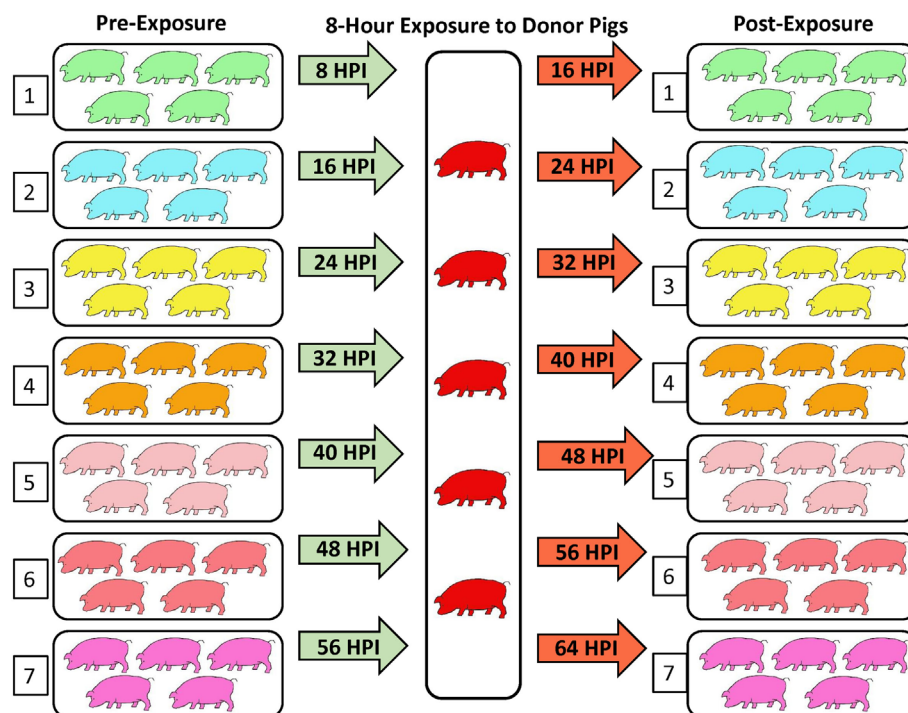 Pre-Exposure
8-Hour Exposure to Donor Pigs
Post-Exposure
1
8 HPI
16 HPI
1
2
16 HPI
24 HPI
2
3
24 HPI
32 HPI
3
4
32 HPI
40 HPI
4
5
40 HPI
48 HPI
5
6
48 HPI
56 HPI
6
7
56 HPI
64 HPI
7